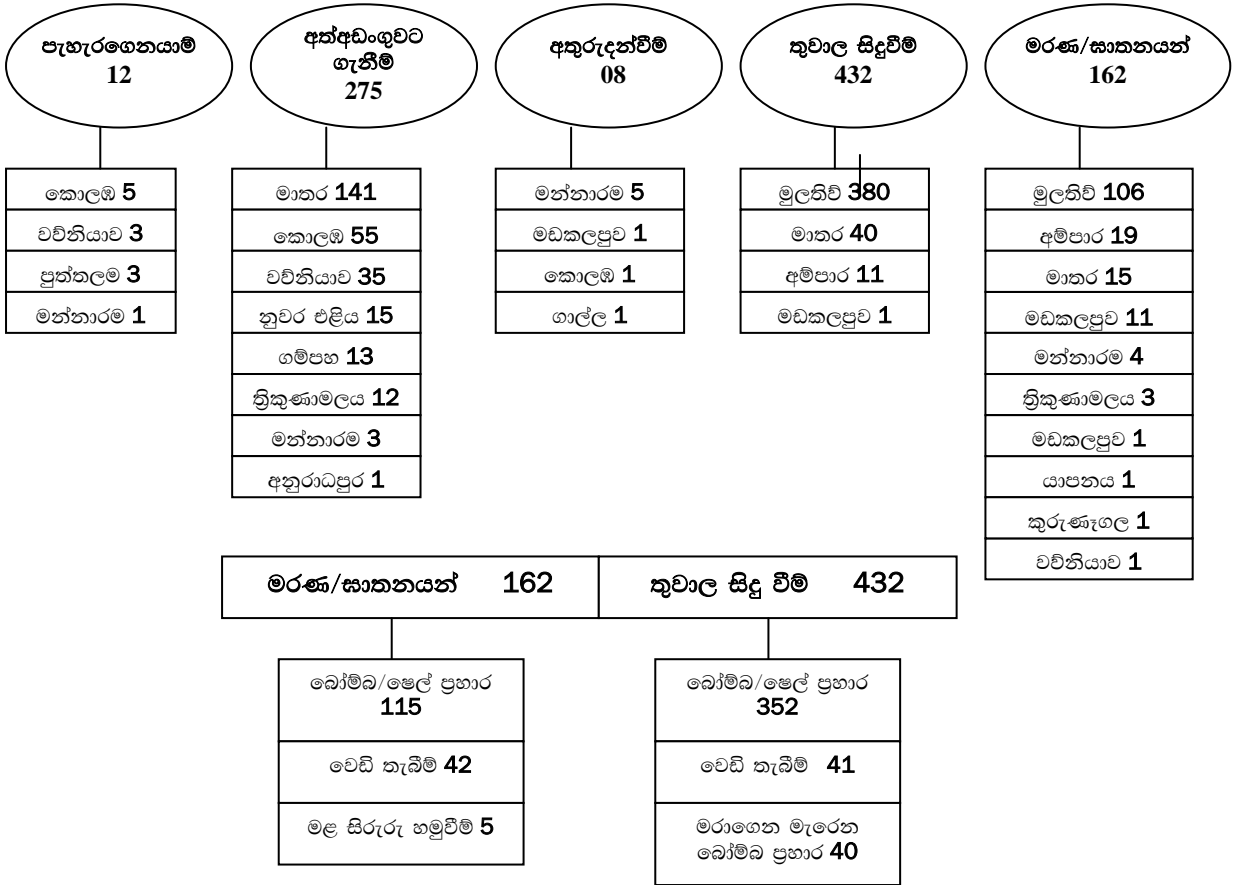 පැහැරගෙනයාම්
12
අත්අඩංගුවට
ගැනීම්
275
අතුරුදන්වීම්
08
තුවාල සිදුවීම්
432
මරණ/ඝාතනයන්
162
කොලඹ 5
වව්නියාව 3
පුත්තලම 3
මන්නාරම 1
මාතර 141
කොලඹ 55
වව්නියාව 35
නුවර එළිය 15
ගම්පහ 13
ත්‍රිකුණාමලය 12
මන්නාරම 3
අනුරාධපුර 1
මන්නාරම 5
මඩකලපුව 1
කොලඹ 1
ගාල්ල 1
මුලතිව් 380
මාතර 40
අම්පාර 11
මඩකලපුව 1
මුලතිව් 106
අම්පාර 19
මාතර 15
මඩකලපුව 11
මන්නාරම 4
ත්‍රිකුණාමලය 3
මඩකලපුව 1
යාපනය 1
කුරුණෑගල 1
වව්නියාව 1
මරණ/ඝාතනයන් 162
තුවාල සිදු වීම් 432
බෝම්බ/ෂෙල් ප්‍රහාර
115
වෙඩි තැබීම් 42
මළ සිරුරු හමුවීම් 5
බෝම්බ/ෂෙල් ප්‍රහාර
352
වෙඩි තැබීම් 41
මරාගෙන මැරෙන
බෝම්බ ප්‍රහාර 40